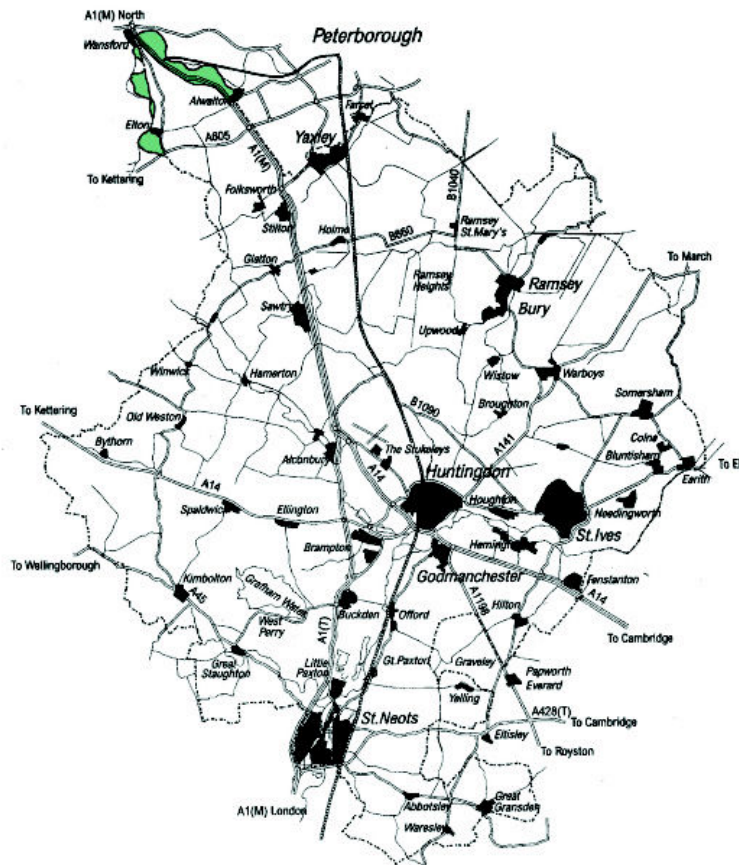 A1(M) North
Peterborough
Wansford
Alwalton
Farcet
Elton
A605
Yaxley
A1(M)
To Kettering
Folksworth
B1040
Stilton
Ramsey
St.Mary's
Holme
B660
Glatton
To March
Ramsey
Heights
Ramsey
Bury
Sawtry
Upwood
Winwick
Hamerton
Wistow
Warboys
To Kettering
Old Weston
B1090
Broughton
Somersham
Bythorn
A141
Colne
The Stukeleys
Alconbury
A14
Bluntisham
Huntingdon
To E
Earith
A14
Houghton
Spaldwick
Ellington
Needingworth
St.Ives
Brampton
Heming
To Wellingborough
Godmanchester
Kimbolton
Fenstanton
A45
Grafham Water
A14
Buckden
Offord
A1198
Hilton
West
Perry
A1(T)
To Cambridge
Great
Staughton
Little
Paxton
Gt.Paxton
Graveley
Papworth
Everard
Yelling
St.Neots
A428(T)
To Cambridge
Eltisley
To Royston
A1(M) London
Abbotsley
Great
Gransden
Waresley